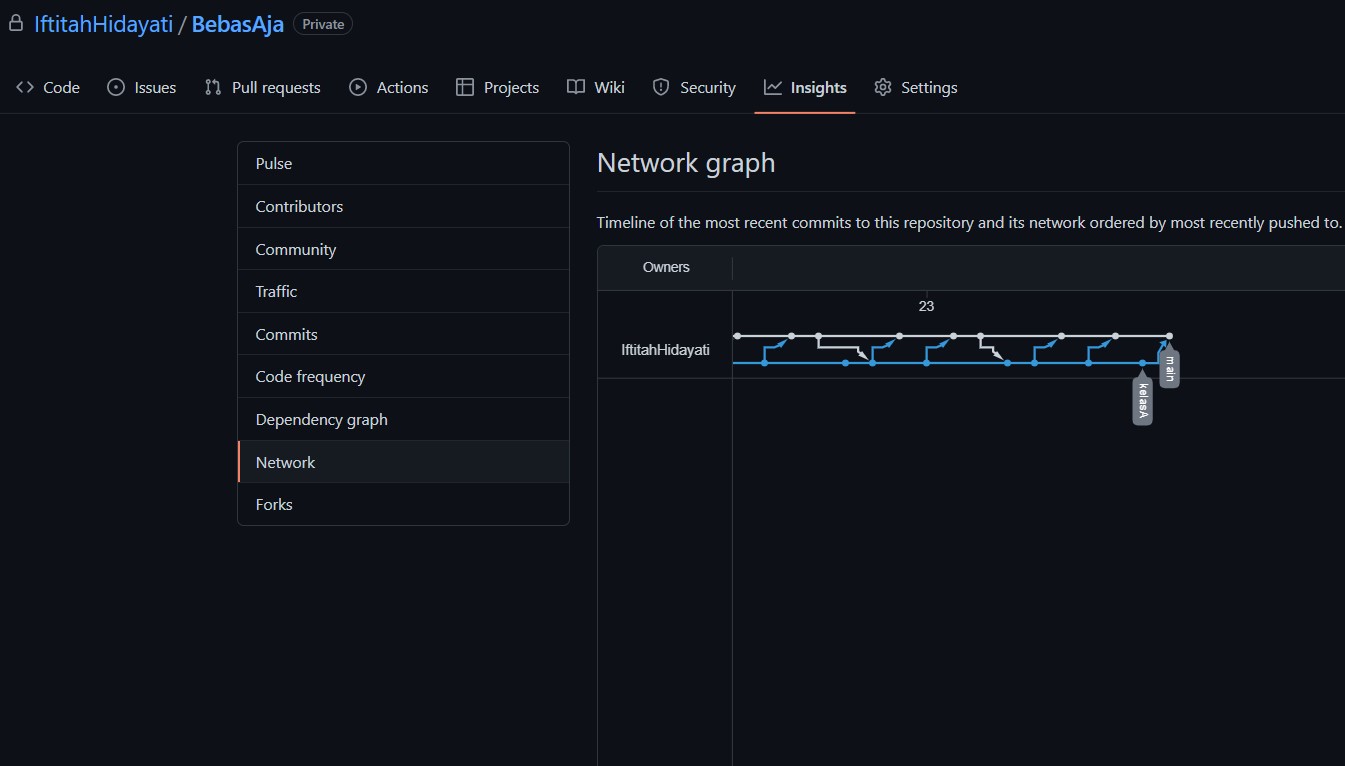 IftitahHidayati / BebasAja Private
Code Issues Pull requests Actions Projects Wiki Security Insights Settings
Pulse
Contributors
Community
Traffic
Commits
Code frequency
Dependency graph
Network
Forks
Network graph
Timeline of the most recent commits to this repository and its network ordered by most recently pushed to.
Owners
23
IftitahHidayati
main
kelasA